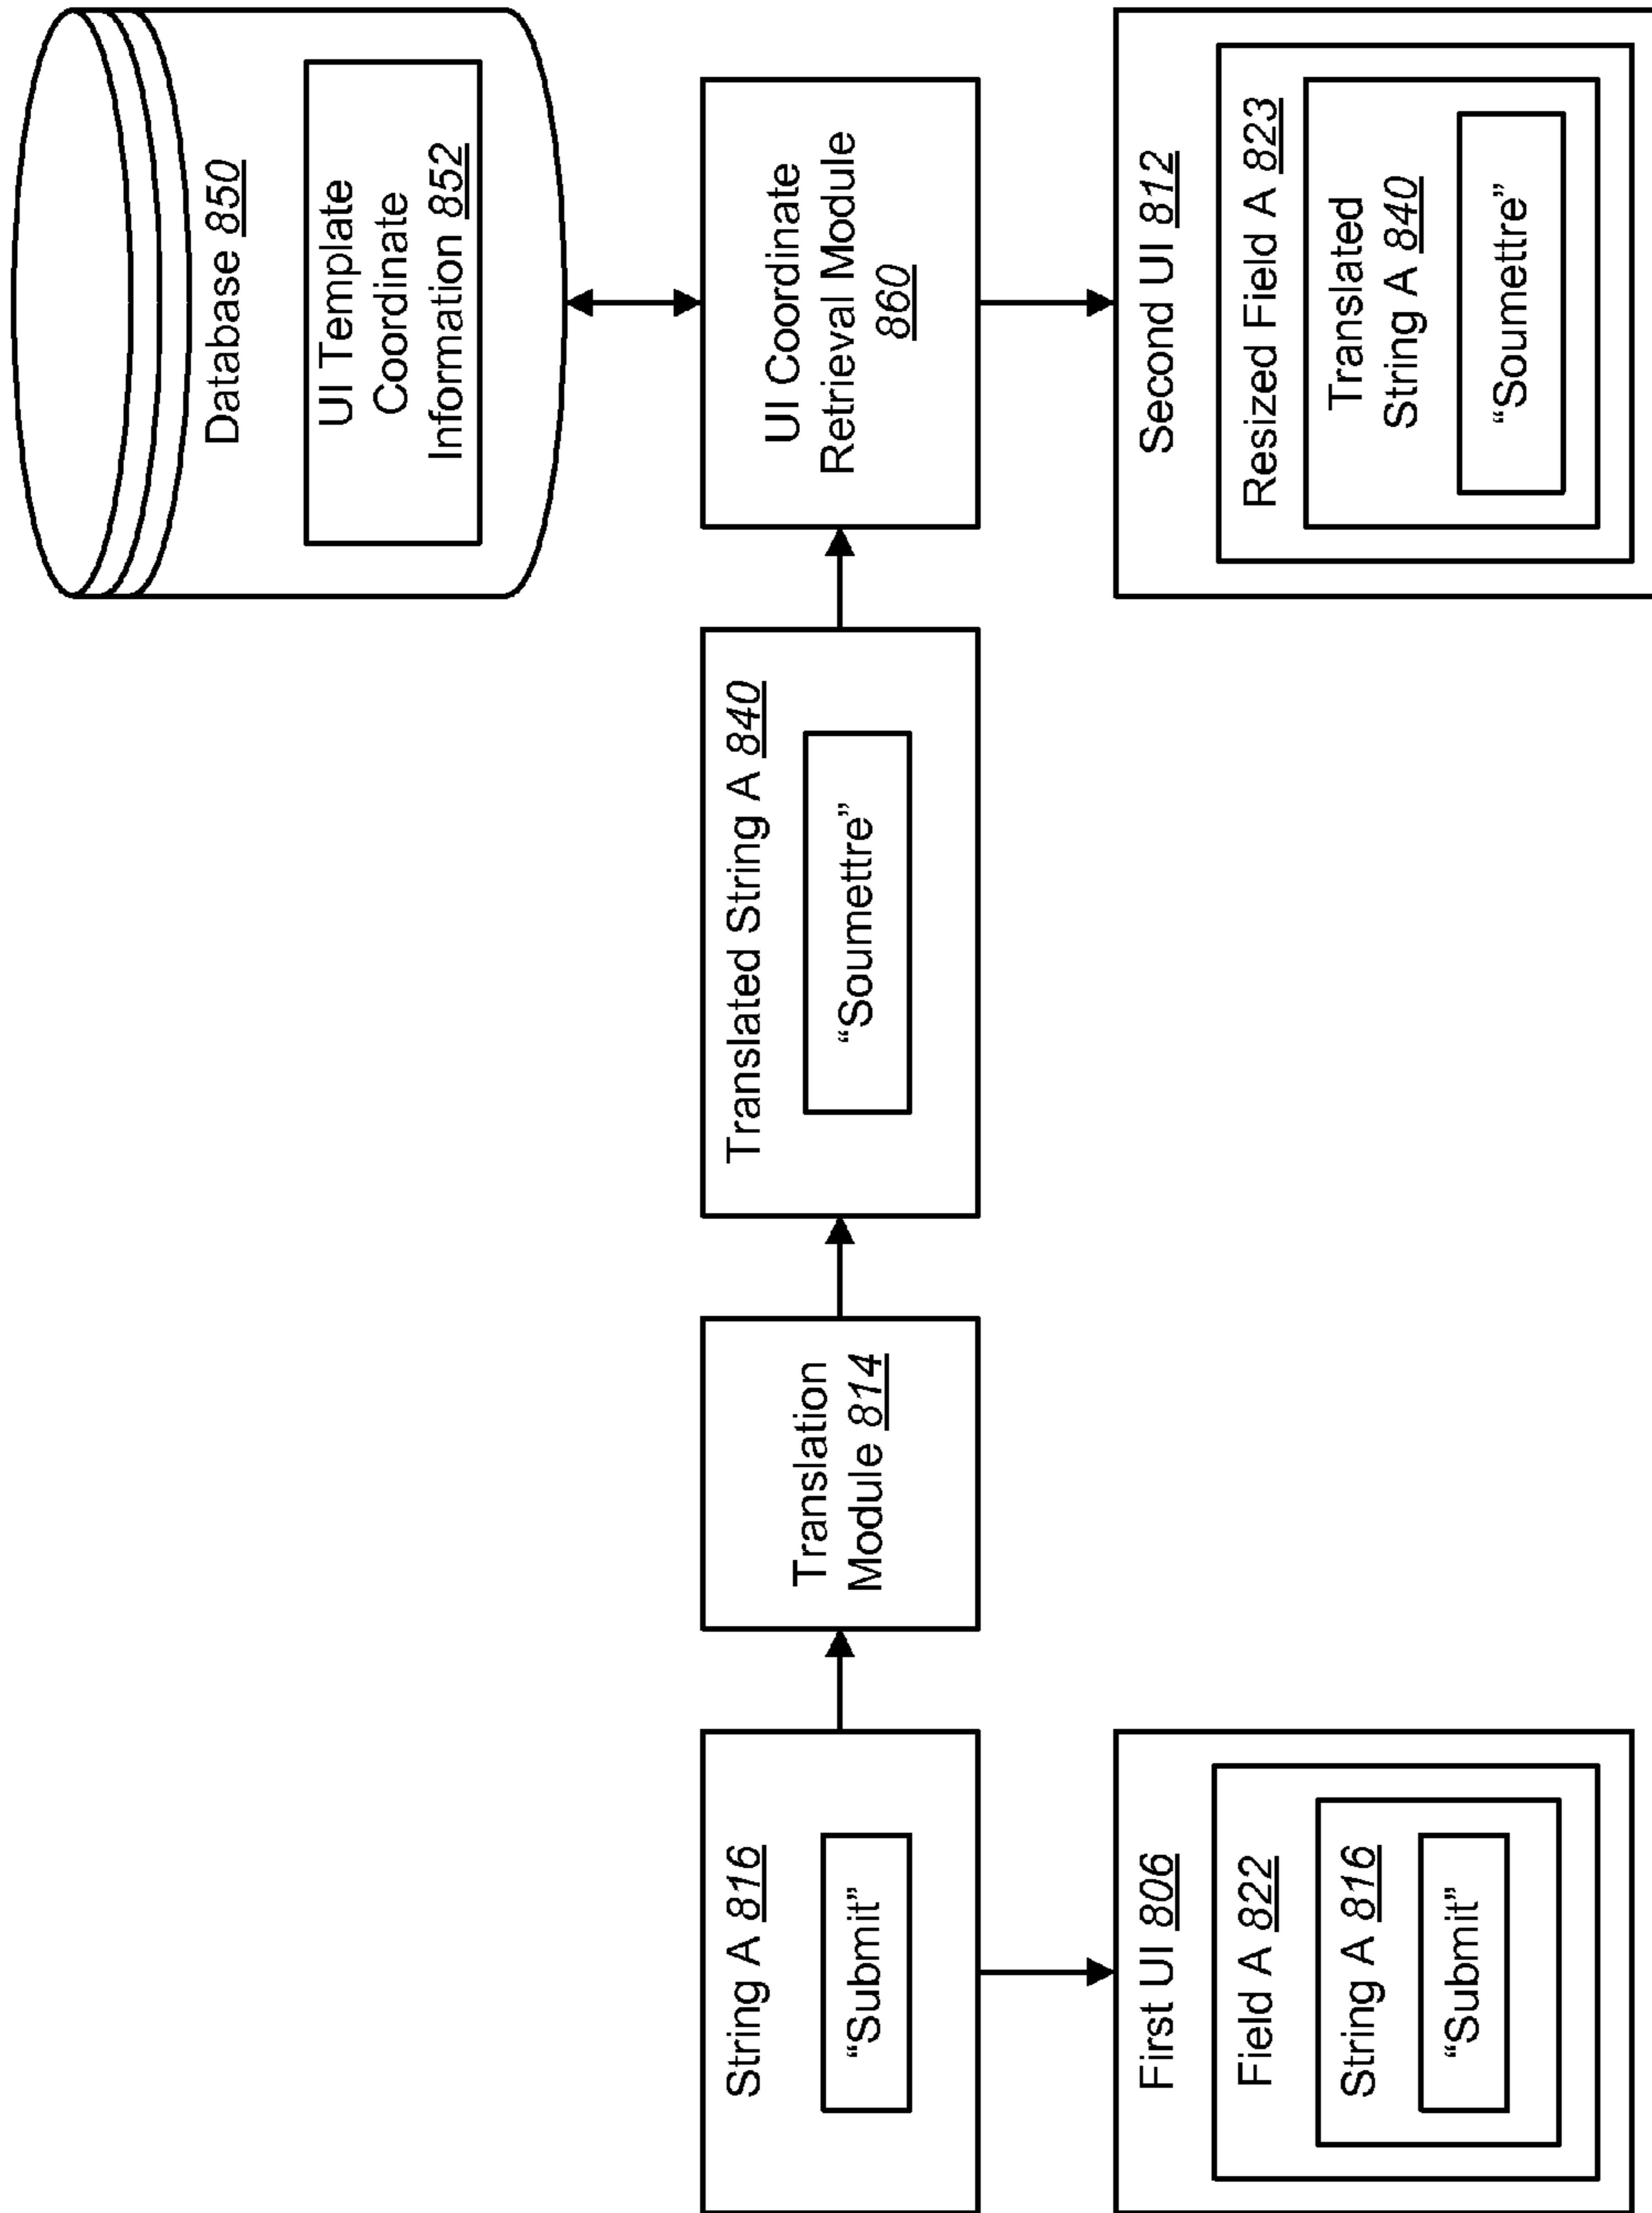 String A 816
“Submit”
Translation
Module 814
Translated String A 840
“Soumettre”
Database 850
UI Template
Coordinate
Information 852
UI Coordinate
Retrieval Module
860
First UI 806
Field A 822
String A 816
“Submit”
Second UI 812
Resized Field A 823
Translated
String A 840
“Soumettre”